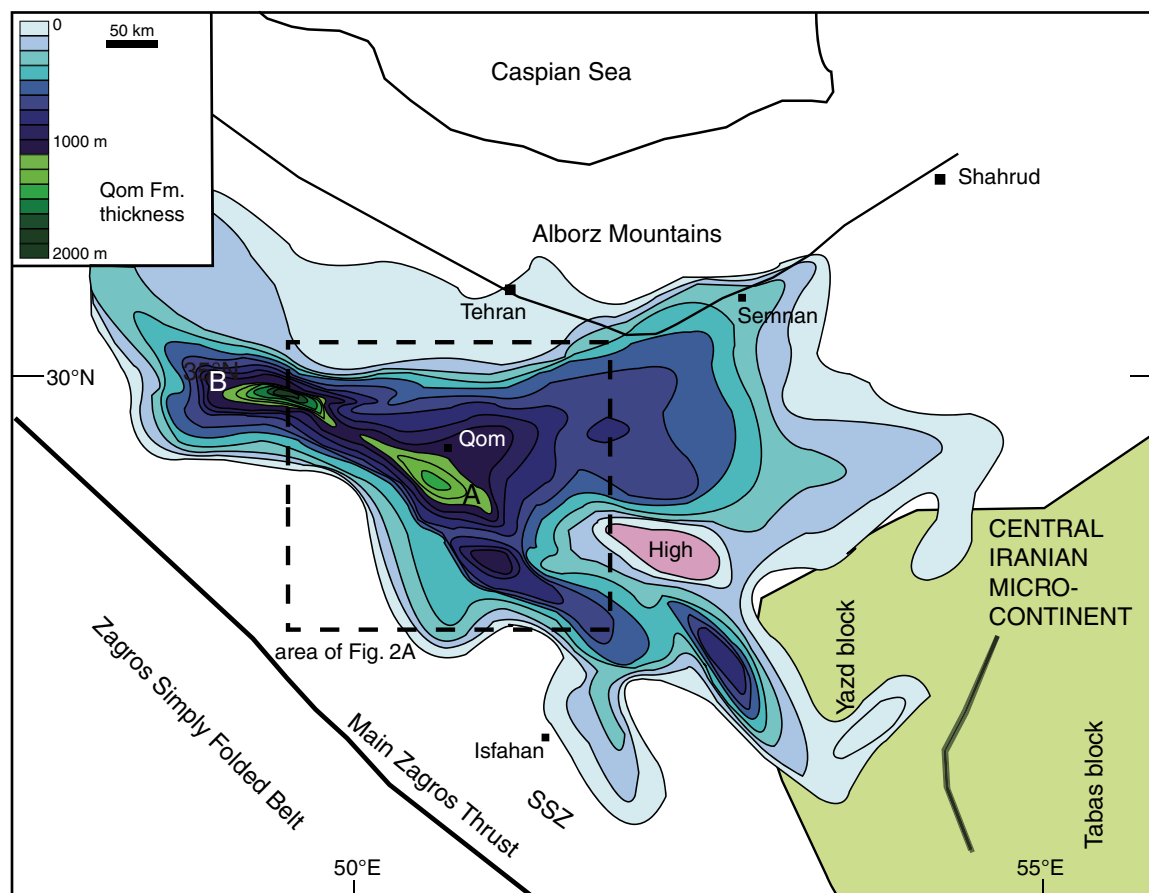 0
50 km
1000 m
Qom Fm.
thickness
2000 m
Caspian Sea
Shahrud
Alborz Mountains
Tehran
Semnan
30°N
35°N
B
Qom
A
High
CENTRAL
IRANIAN
MICRO-
CONTINENT
area of Fig. 2A
Yazd block
Zagros Simply Folded Belt
Main Zagros Thrust
Isfahan
SSZ
Tabas block
50°E
55°E